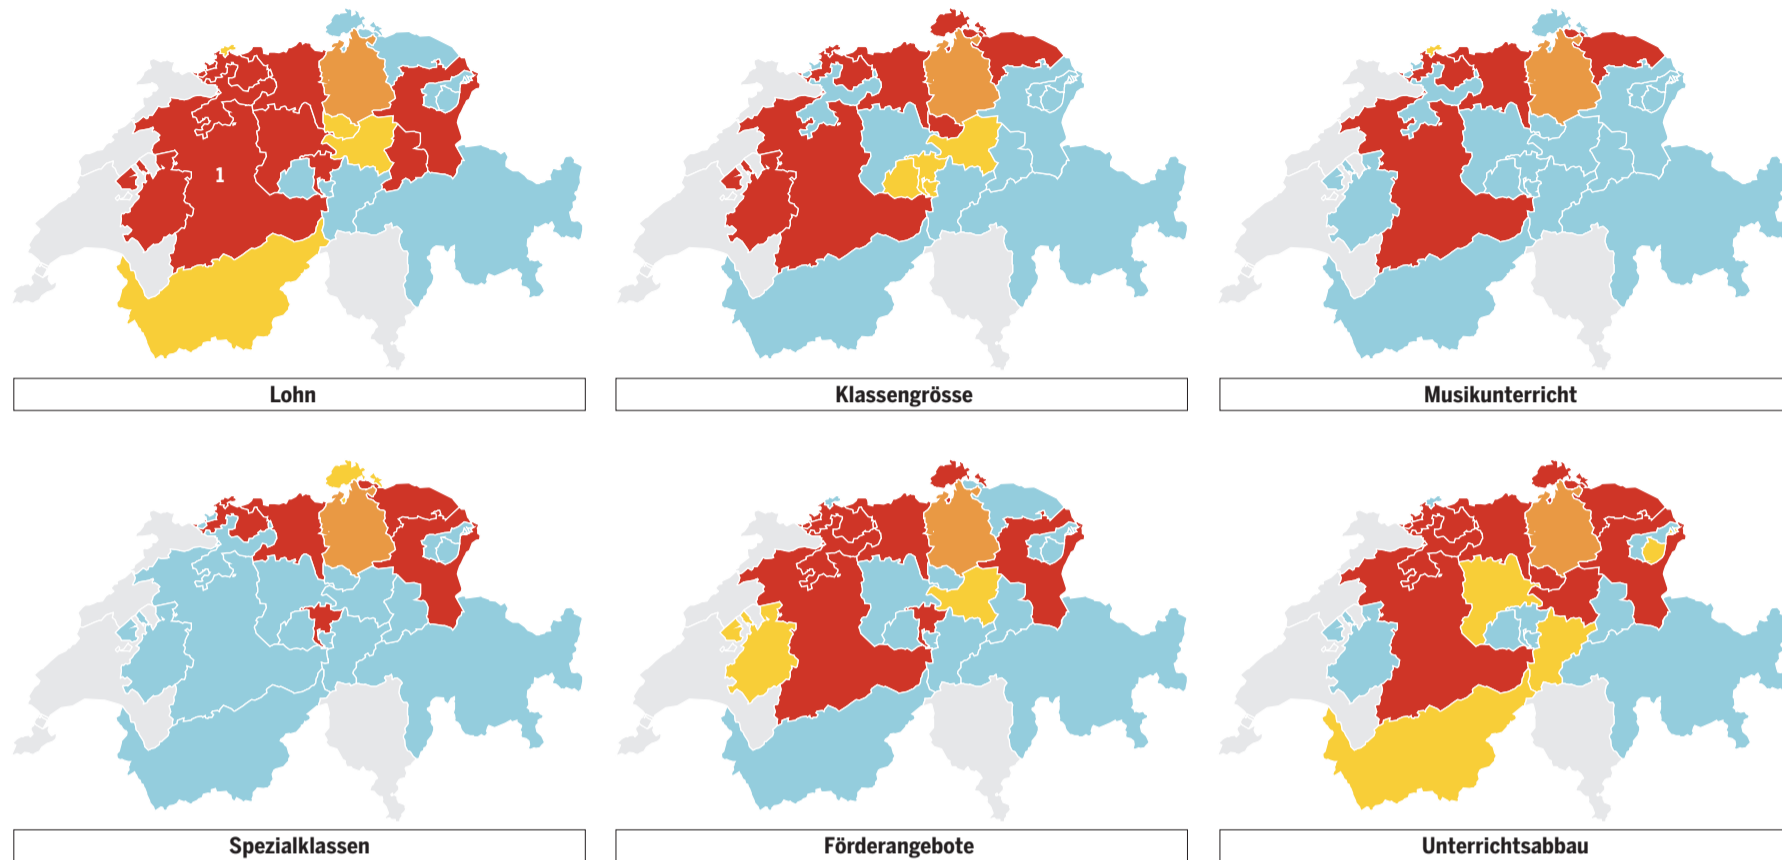 1
Lohn
Klassengrösse
Musikunterricht
Spezialklassen
Förderangebote
Unterrichtsabbau